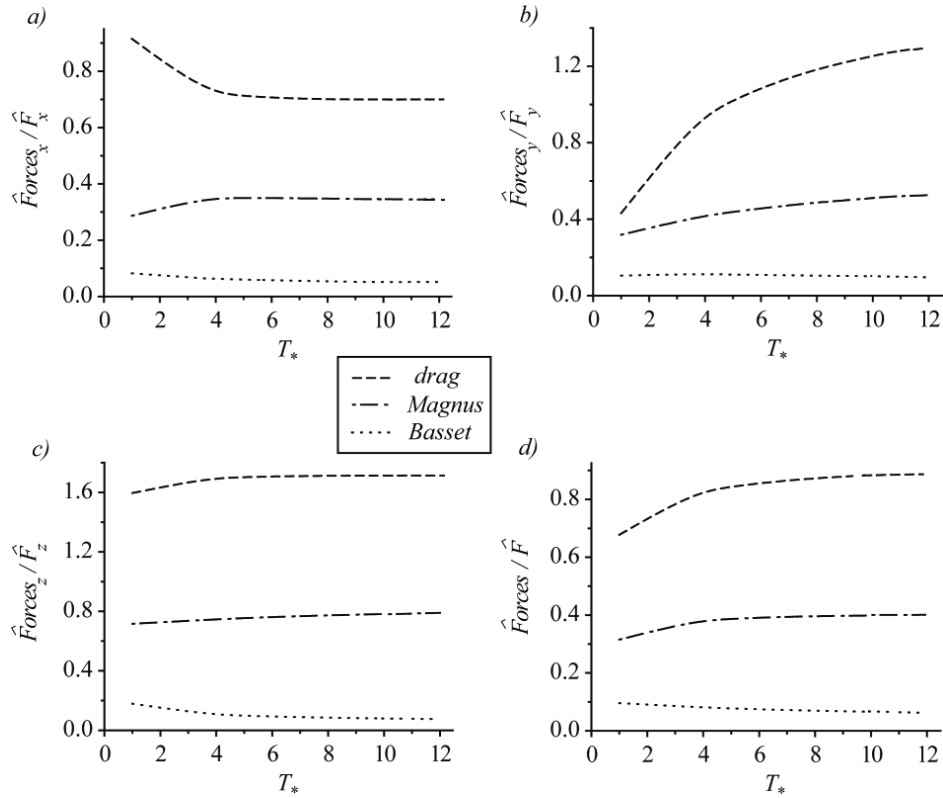 a)
0.8
0.4
0.2
0.0
0 2 4 6 8 10 12
T*
F̂orces_x / F̂_x
b)
1.2
0.8
0.4
0.0
0 2 4 6 8 10 12
T*
F̂orces_y / F̂_y
drag
Magnus
Basset
c)
1.6
1.2
0.8
0.4
0.0
0 2 4 6 8 10 12
T*
F̂orces_z / F̂_z
d)
0.8
0.6
0.4
0.2
0.0
0 2 4 6 8 10 12
T*
F̂orces / F̂